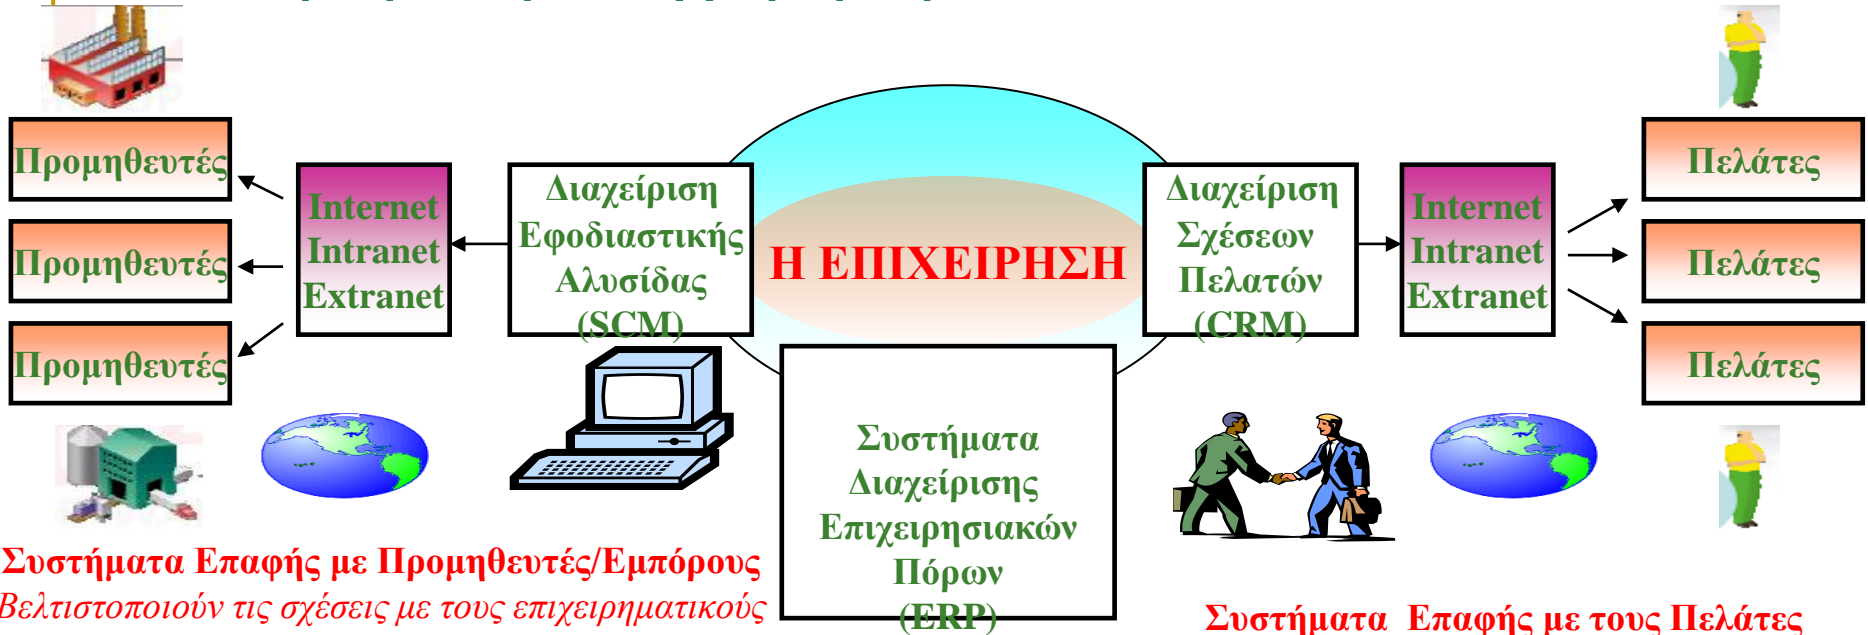 Προμηθευτές
Προμηθευτές
Προμηθευτές
Internet
Intranet
Extranet
Διαχείριση
Εφοδιαστικής
Αλυσίδας
(SCM)
Η ΕΠΙΧΕΙΡΗΣΗ
Διαχείριση
Σχέσεων
Πελατών
(CRM)
Internet
Intranet
Extranet
Πελάτες
Πελάτες
Πελάτες
Συστήματα
Διαχείρισης
Επιχειρησιακών
Πόρων
(ERP)
Συστήματα Επαφής με Προμηθευτές/Εμπόρους
Βελτιστοποιούν τις σχέσεις με τους επιχειρηματικούς
Συστήματα Επαφής με τους Πελάτες